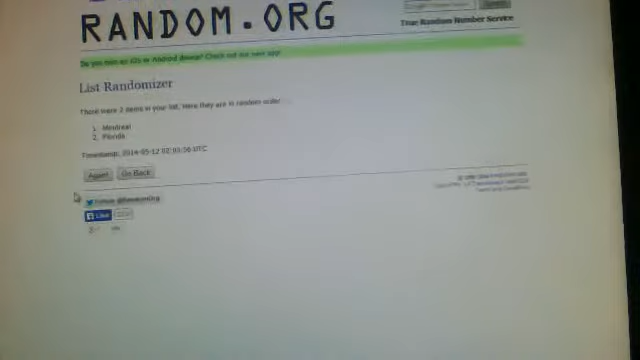 RANDOM.ORG
True Random Number Service
Do you own an iOS or Android device? Check out our new app!
List Randomizer
There were 2 items in your list. Here they are in random order:
1. Montreal
2. Florida
Timestamp: 2014-05-12 02:03:56 UTC
Again! Go Back
Follow @RandomOrg
Like